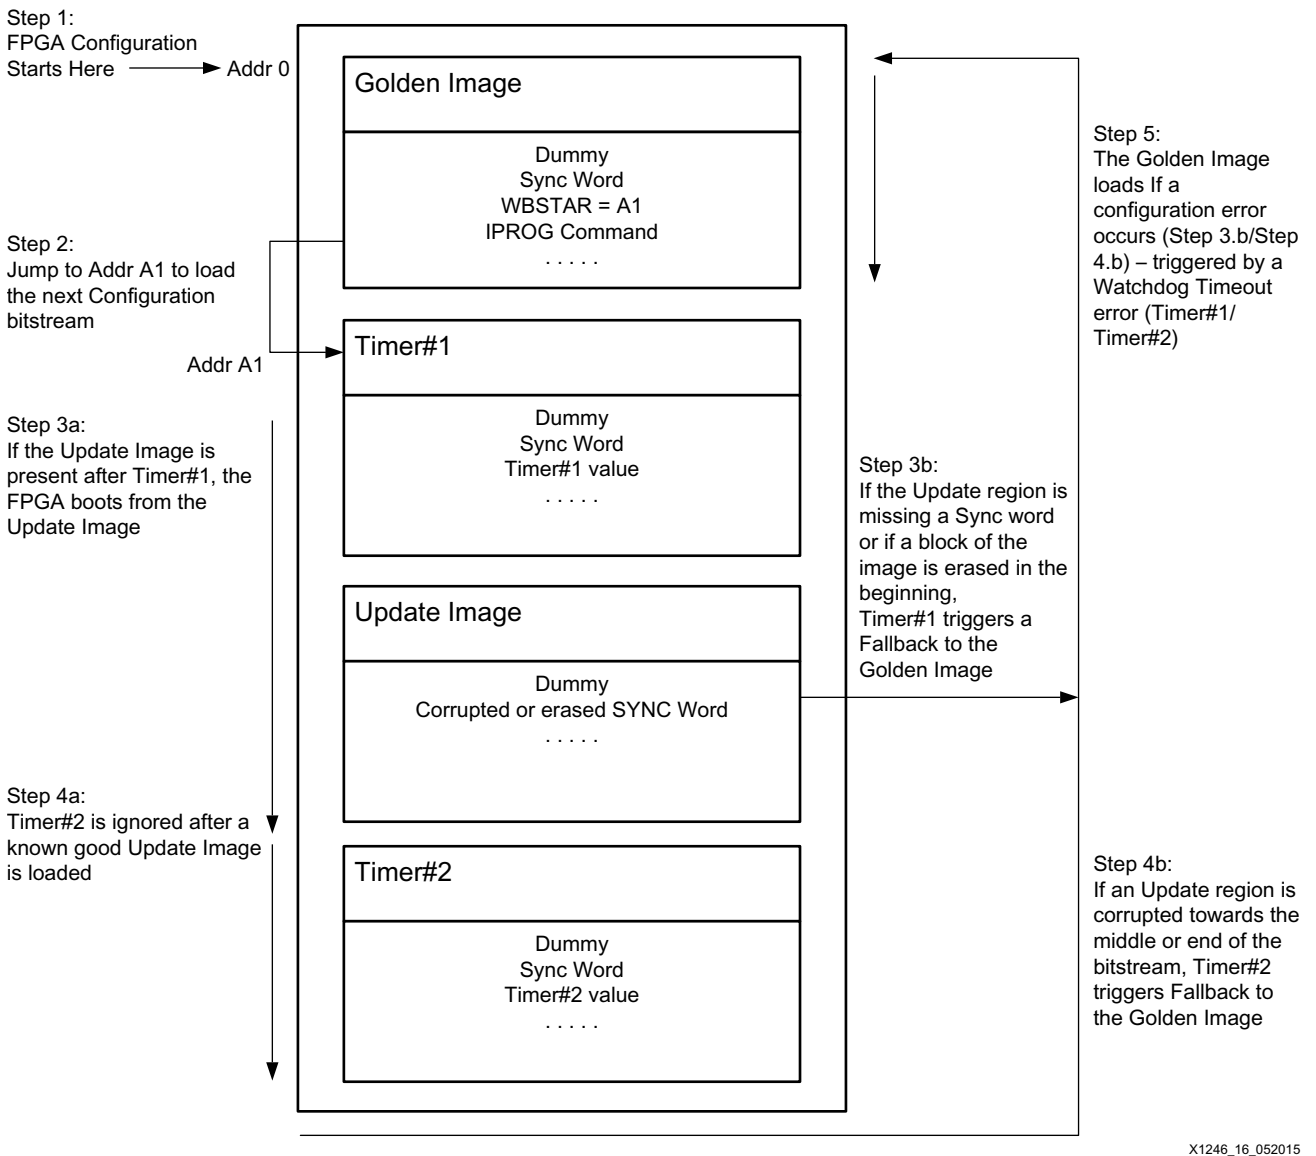 Step 1:
FPGA Configuration
Starts Here
Addr 0
Golden Image
Dummy
Sync Word
WBSTAR = A1
IPROG Command
. . . . .
Step 2:
Jump to Addr A1 to load
the next Configuration
bitstream
Addr A1
Timer#1
Dummy
Sync Word
Timer#1 value
. . . . .
Step 3a:
If the Update Image is
present after Timer#1, the
FPGA boots from the
Update Image
Update Image
Dummy
Corrupted or erased SYNC Word
. . . . .
Step 4a:
Timer#2 is ignored after a
known good Update Image
is loaded
Timer#2
Dummy
Sync Word
Timer#2 value
. . . . .
Step 3b:
If the Update region is
missing a Sync word
or if a block of the
image is erased in the
beginning,
Timer#1 triggers a
Fallback to the
Golden Image
Step 5:
The Golden Image
loads If a
configuration error
occurs (Step 3.b/Step
4.b) – triggered by a
Watchdog Timeout
error (Timer#1/
Timer#2)
Step 4b:
If an Update region is
corrupted towards the
middle or end of the
bitstream, Timer#2
triggers Fallback to
the Golden Image
X1246_16_052015